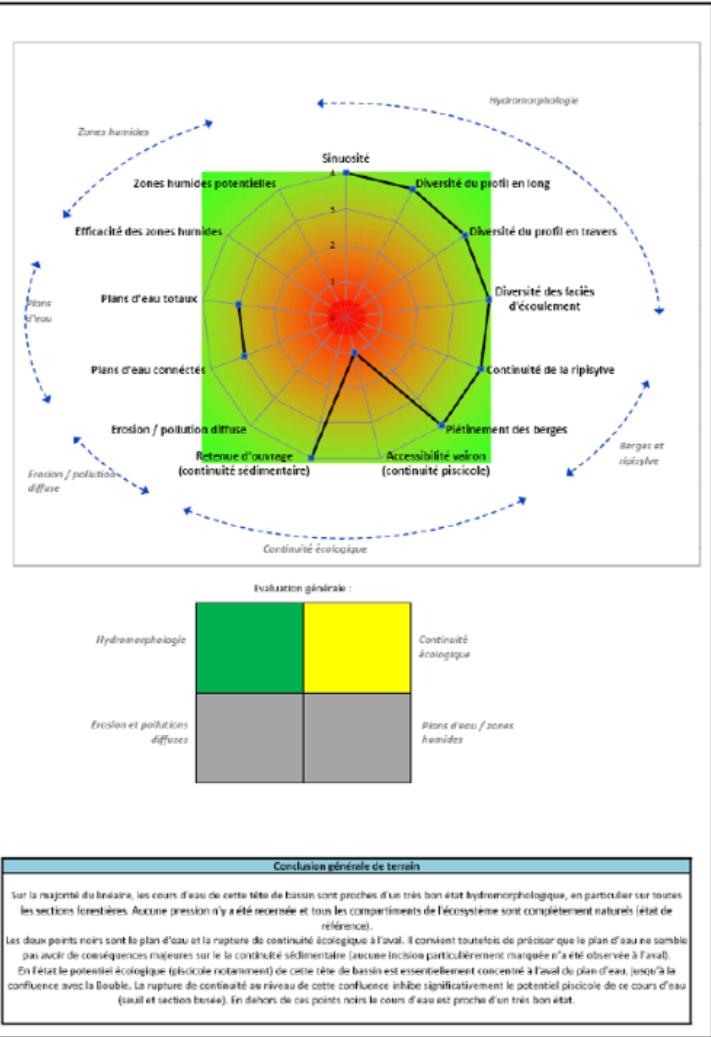 Hydromorphologie
Zones humides
Sinuosité
Zones humides potentielles
Diversité du profil en long
Efficacité des zones humides
Diversité du profil en travers
Plans d'eau totaux
Diversité des faciès
d'écoulement
Plans
d'eau
Plans d'eau connéctés
Continuité de la ripisylve
Erosion / pollution diffuse
Piétinement des berges
Retenue d'ouvrage
(continuité sédimentaire)
Accessibilité vairon
(continuité piscicole)
Berges et
ripisylve
Erosion / pollution
diffuse
Continuité écologique
4
3
2
1
0
Evaluation générale :
Hydromorphologie
Continuité
écologique
Erosion et pollutions
diffuses
Plans d'eau / zones
humides
Conclusion générale de terrain
Sur la majorité du linéaire, les cours d'eau de cette tête de bassin sont proches d'un très bon état hydromorphologique, en particulier sur toutes
les sections forestières. Aucune pression n'y a été recensée et tous les compartiments de l'écosystème sont complètement naturels (état de
référence).
Les deux points noirs sont le plan d'eau et la rupture de continuité écologique à l'aval. Il convient toutefois de préciser que le plan d'eau ne semble
pas avoir de conséquences majeures sur le la continuité sédimentaire (aucune incision particulièrement marquée n'a été observée à l'aval).
En l'état le potentiel écologique (piscicole notamment) de cette tête de bassin est essentiellement concentré à l'aval du plan d'eau, jusqu'à la
confluence avec la Bouble. La rupture de continuité au niveau de cette confluence inhibe significativement le potentiel piscicole de ce cours d'eau
(seuil et section busée). En dehors de ces points noirs le cours d'eau est proche d'un très bon état.